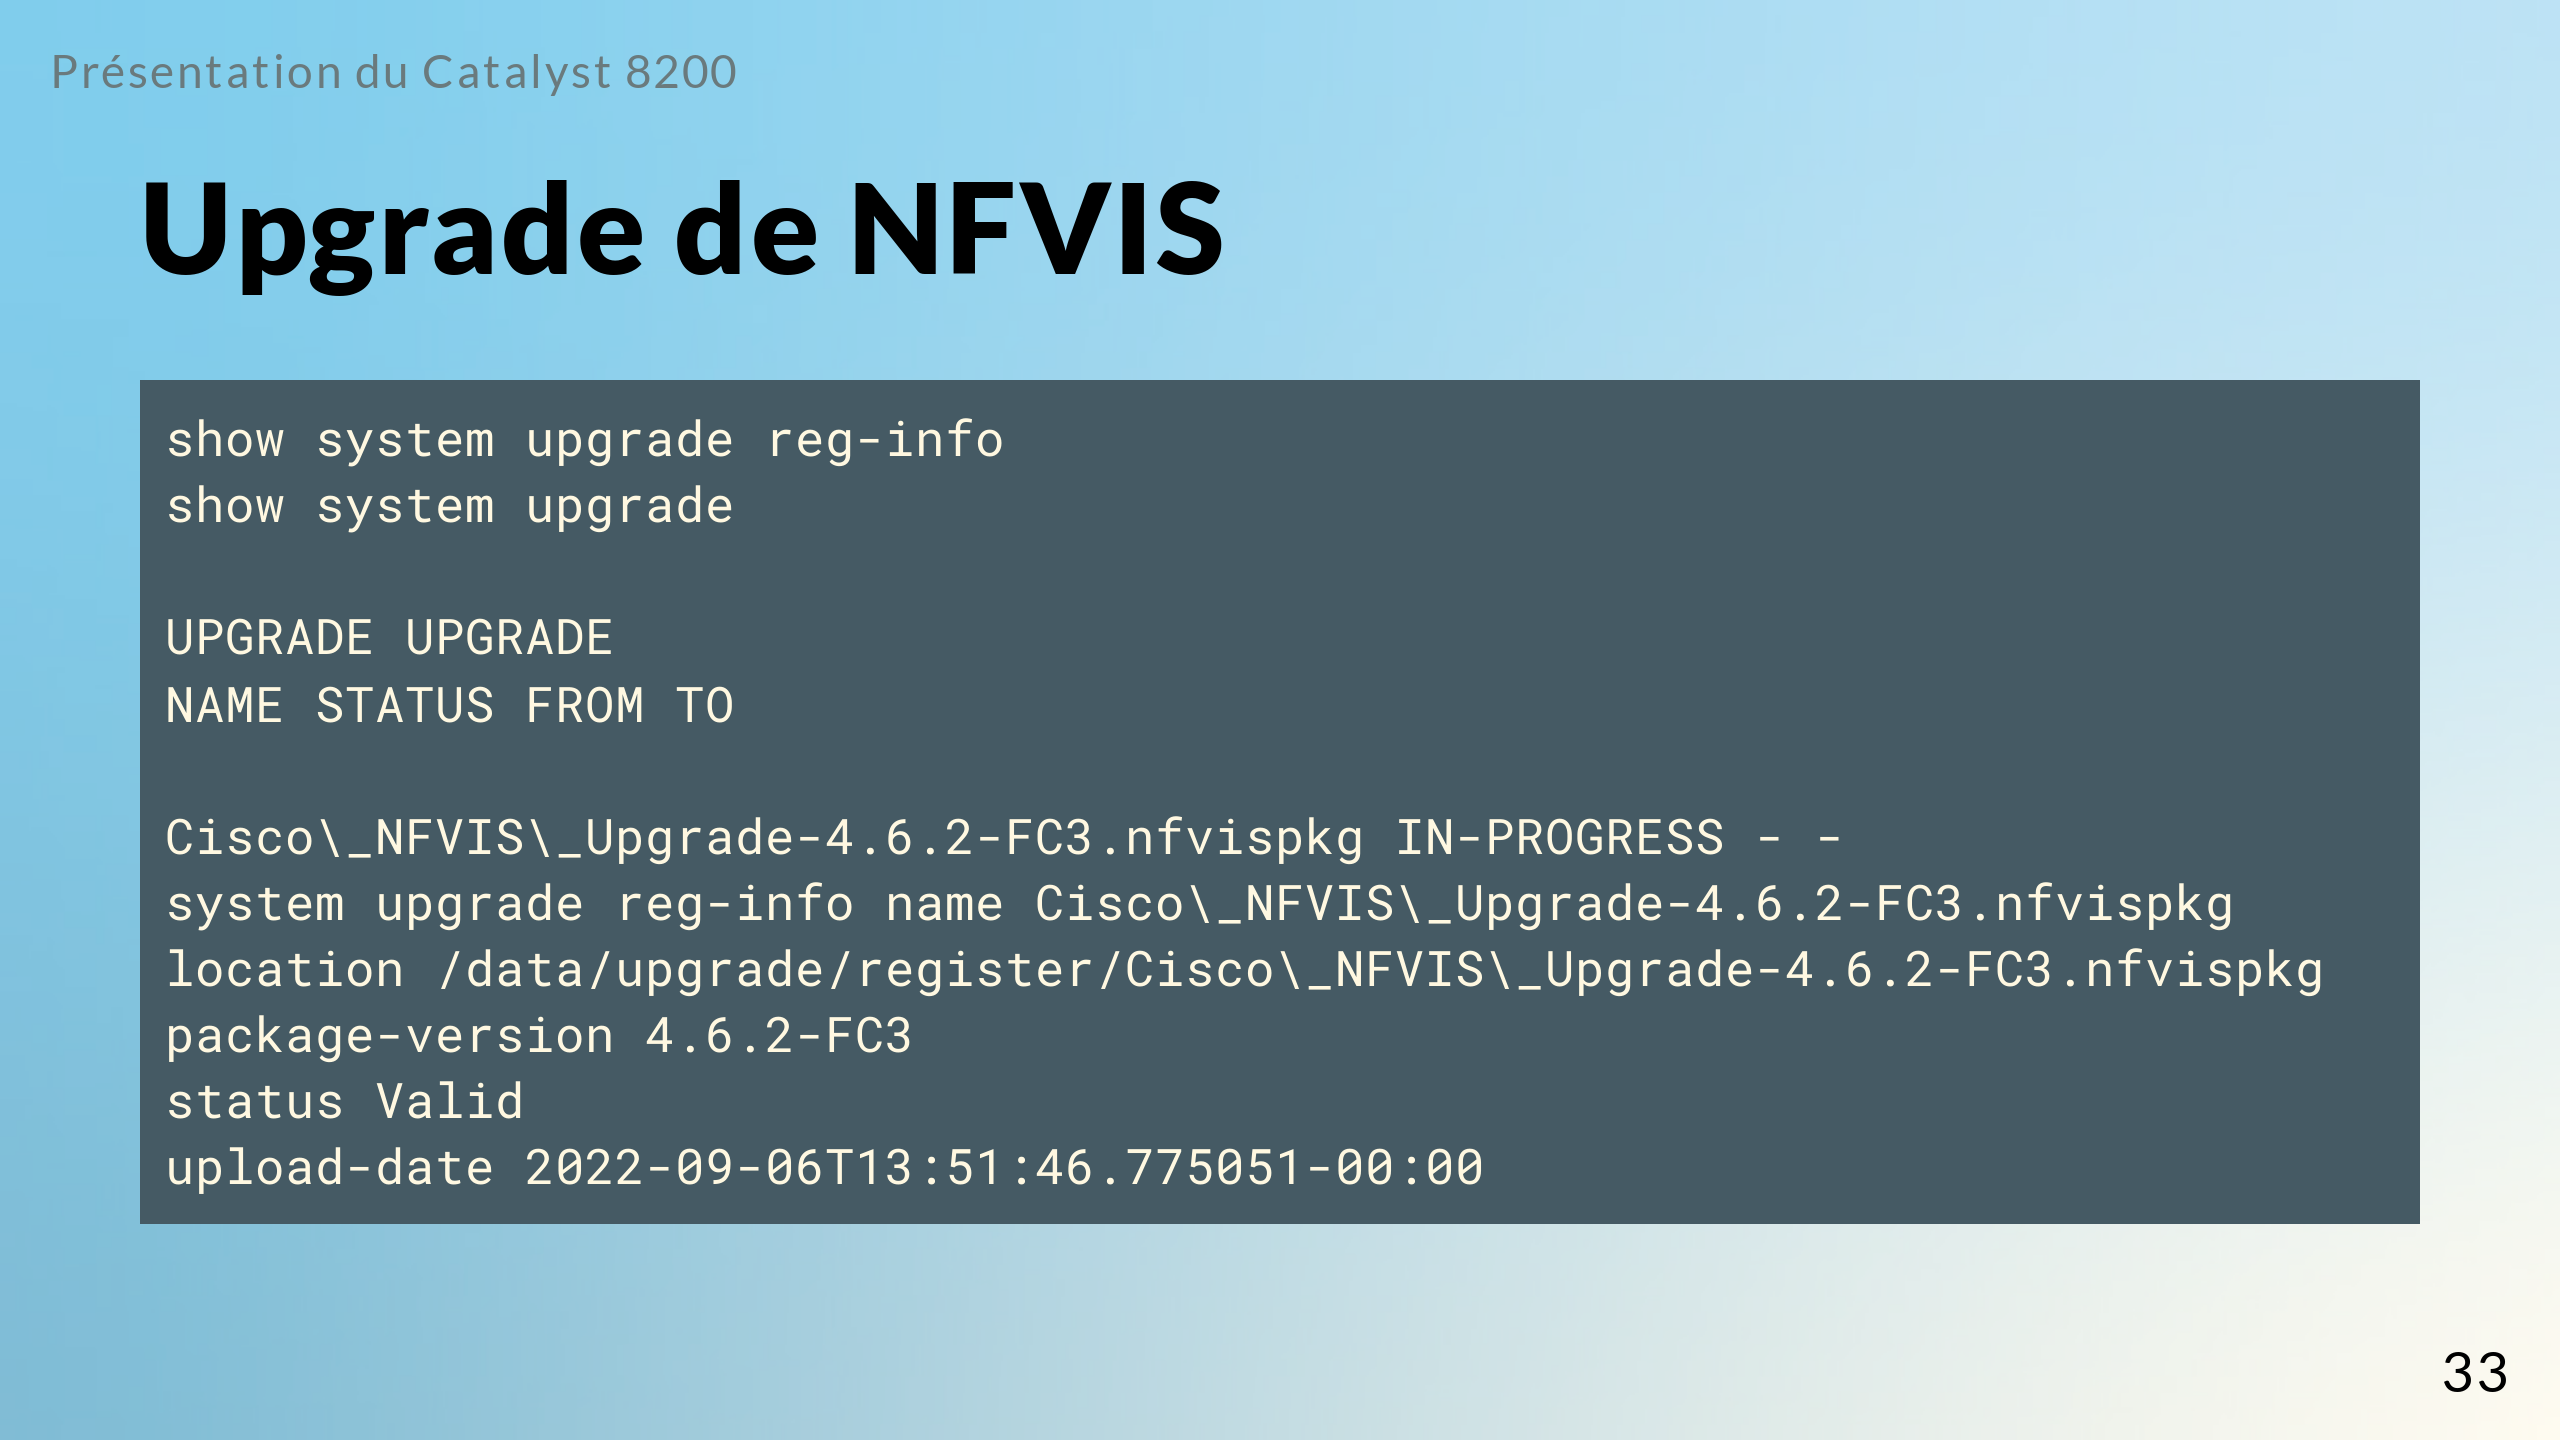 Présentation du Catalyst 8200
Upgrade de NFVIS
show system upgrade reg-info
show system upgrade
UPGRADE UPGRADE
NAME STATUS FROM TO
Cisco\_NFVIS\_Upgrade-4.6.2-FC3.nfvispkg IN-PROGRESS - -
system upgrade reg-info name Cisco\_NFVIS\_Upgrade-4.6.2-FC3.nfvispkg
location /data/upgrade/register/Cisco\_NFVIS\_Upgrade-4.6.2-FC3.nfvispkg
package-version 4.6.2-FC3
status Valid
upload-date 2022-09-06T13:51:46.775051-00:00
33